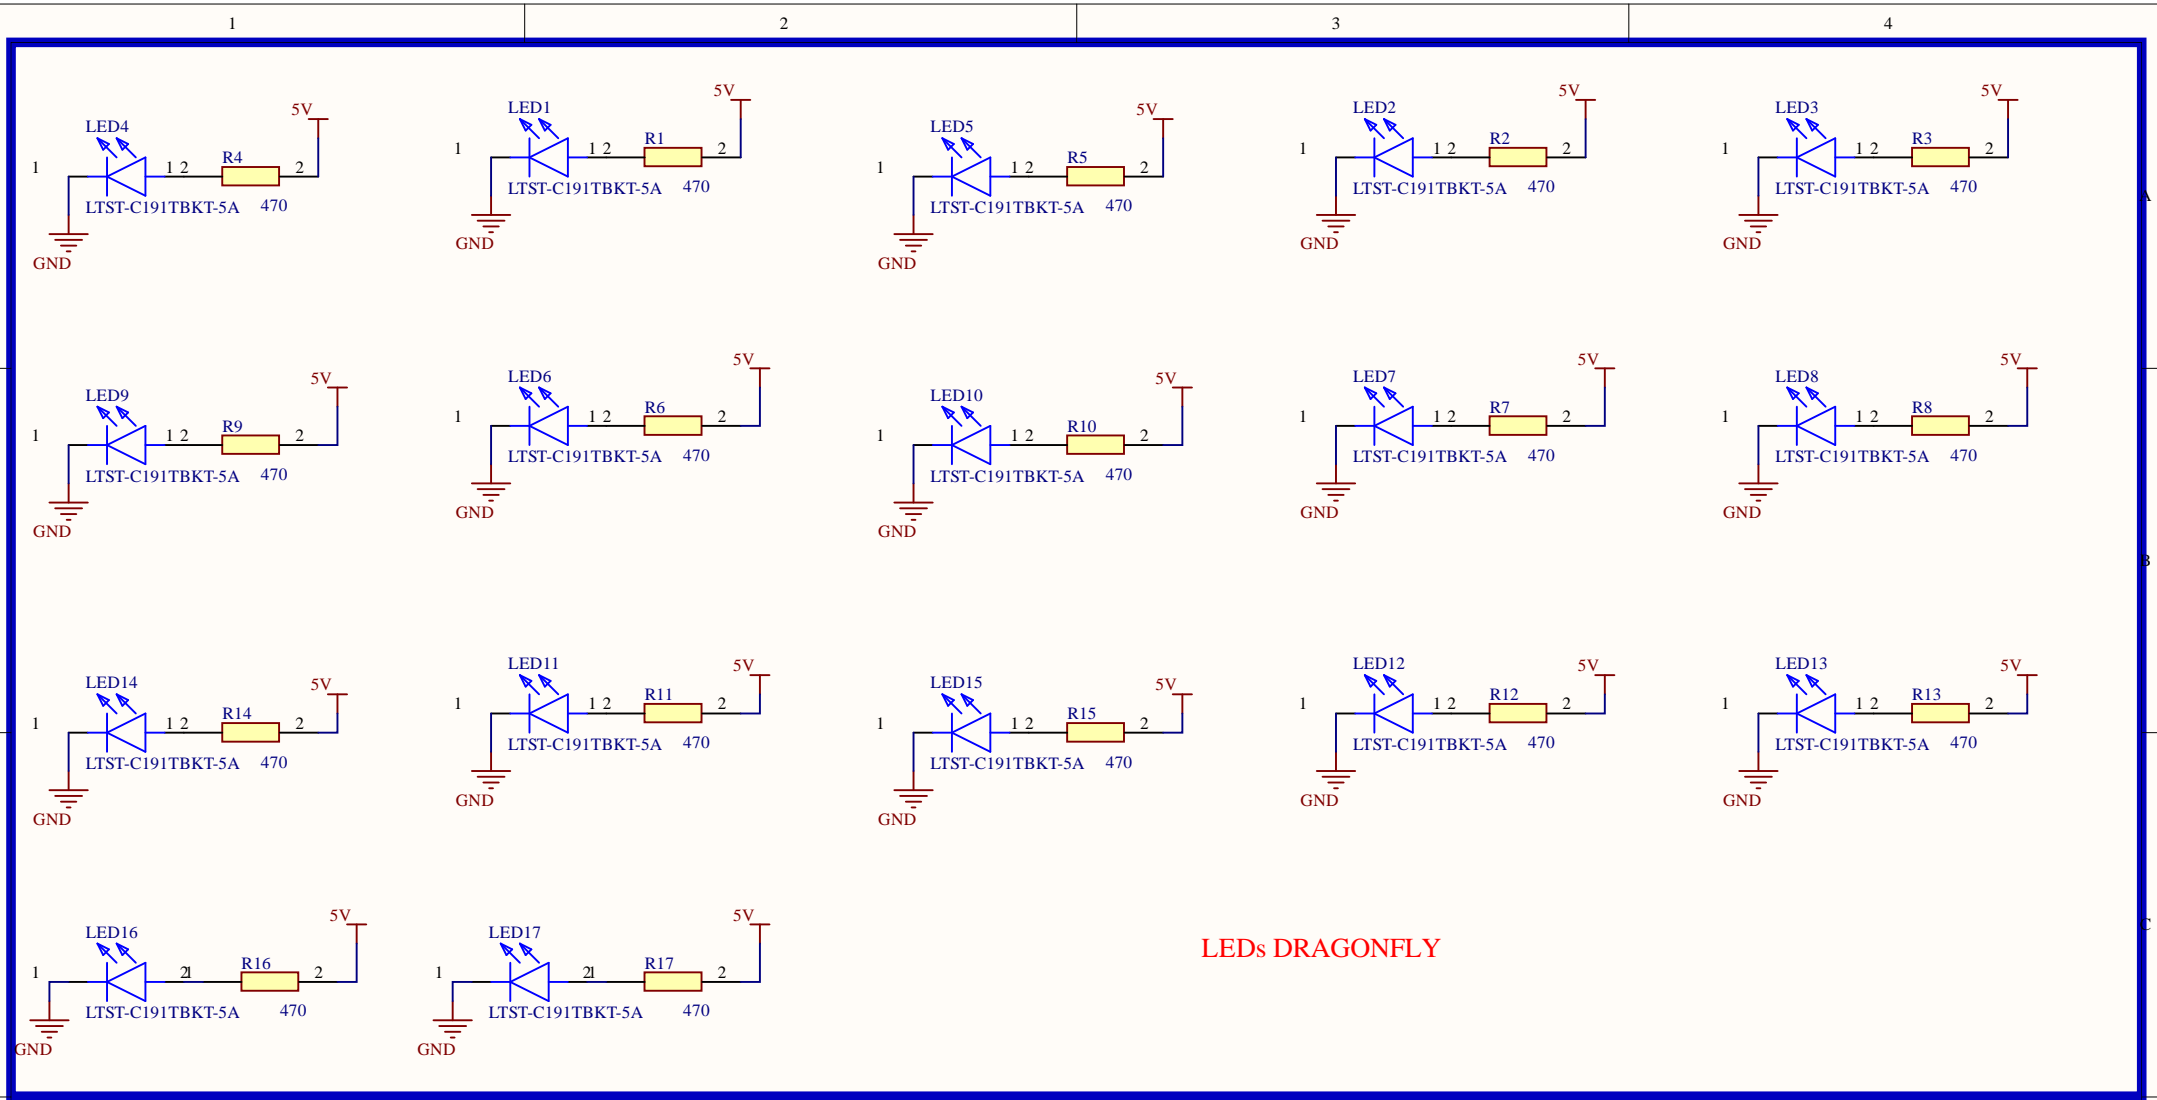 1 2 3 4
LED4 5V
R4
1 1 2 2
LTST-C191TBKT-5A 470
GND
LED1 5V
R1
1 1 2 2
LTST-C191TBKT-5A 470
GND
LED5 5V
R5
1 1 2 2
LTST-C191TBKT-5A 470
GND
LED2 5V
R2
1 1 2 2
LTST-C191TBKT-5A 470
GND
LED3 5V
R3
1 1 2 2
LTST-C191TBKT-5A 470
GND
A
LED9 5V
R9
1 1 2 2
LTST-C191TBKT-5A 470
GND
LED6 5V
R6
1 1 2 2
LTST-C191TBKT-5A 470
GND
LED10 5V
R10
1 1 2 2
LTST-C191TBKT-5A 470
GND
LED7 5V
R7
1 1 2 2
LTST-C191TBKT-5A 470
GND
LED8 5V
R8
1 1 2 2
LTST-C191TBKT-5A 470
GND
B
LED14 5V
R14
1 1 2 2
LTST-C191TBKT-5A 470
GND
LED11 5V
R11
1 1 2 2
LTST-C191TBKT-5A 470
GND
LED15 5V
R15
1 1 2 2
LTST-C191TBKT-5A 470
GND
LED12 5V
R12
1 1 2 2
LTST-C191TBKT-5A 470
GND
LED13 5V
R13
1 1 2 2
LTST-C191TBKT-5A 470
GND
LED16 5V
R16
1 2 1 2
LTST-C191TBKT-5A 470
GND
LED17 5V
R17
1 2 1 2
LTST-C191TBKT-5A 470
GND
LEDs DRAGONFLY
C